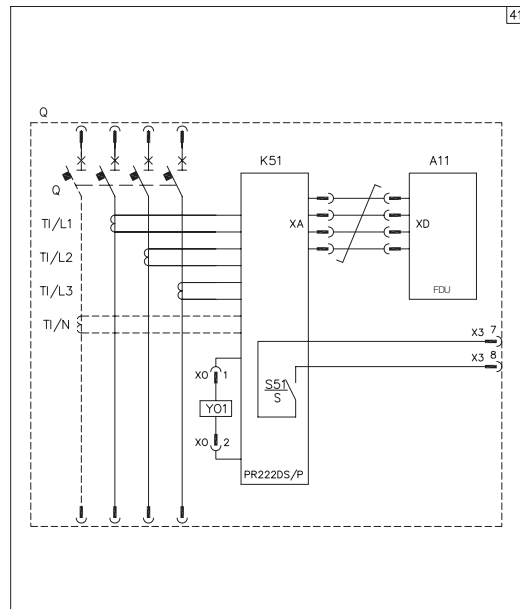 41
Q
K51
A11
Q
TI/L1
XA
XD
TI/L2
TI/L3
FDU
TI/N
X3 7
X3 8
X0 1
S51
S
Y01
X0 2
PR222DS/P